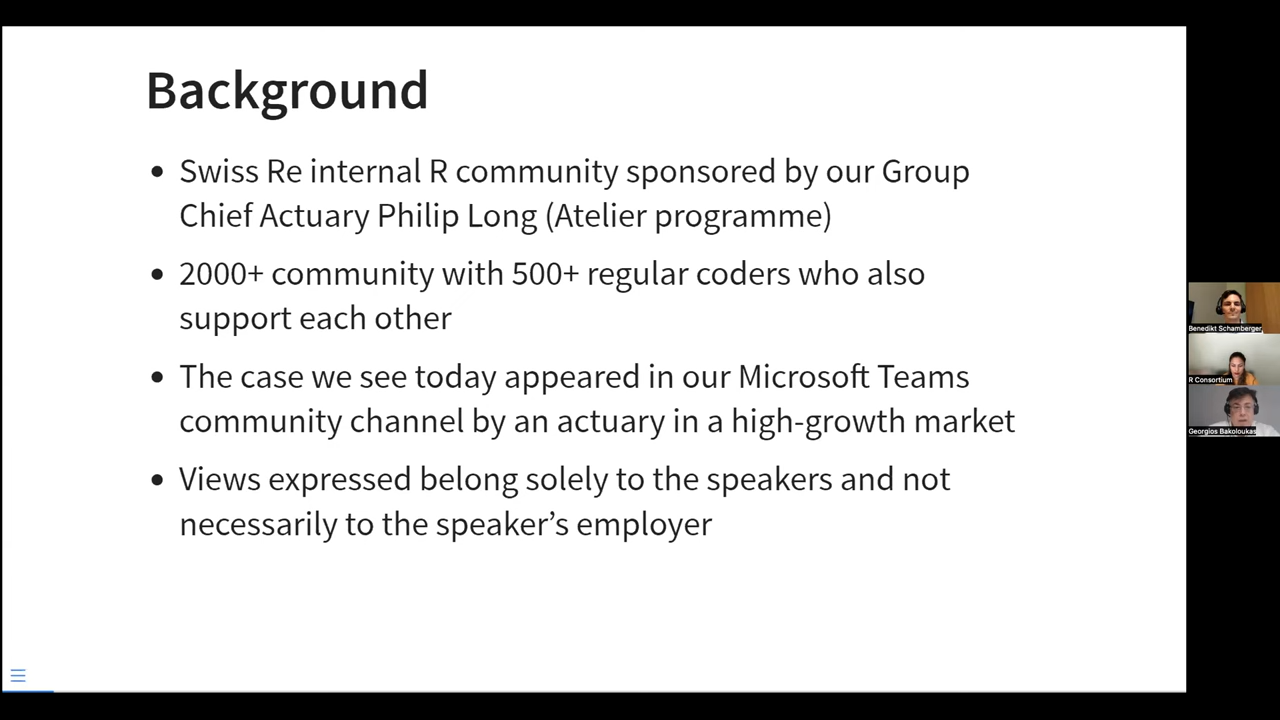 Background
• Swiss Re internal R community sponsored by our Group
Chief Actuary Philip Long (Atelier programme)
• 2000+ community with 500+ regular coders who also
support each other
• The case we see today appeared in our Microsoft Teams
community channel by an actuary in a high-growth market
• Views expressed belong solely to the speakers and not
necessarily to the speaker’s employer
Benedikt Schamberger
R Consortium
Georgios Bakoloukas